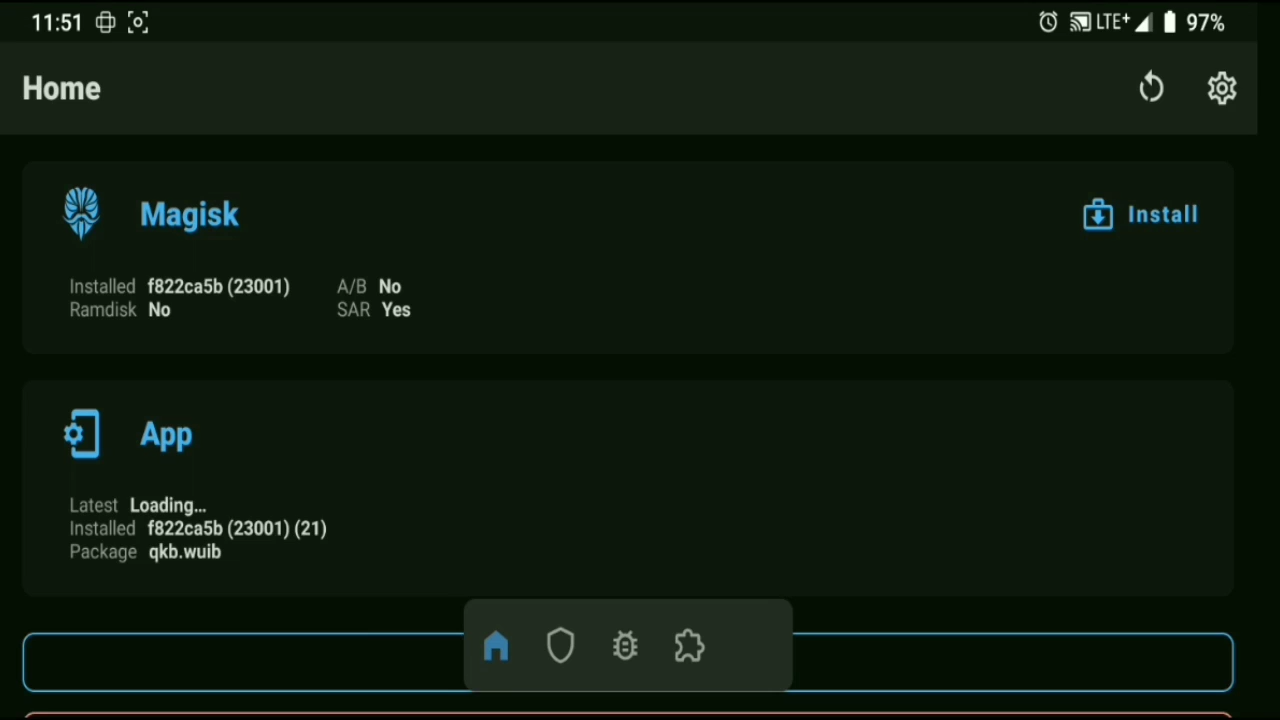 11:51 LTE+ 97%
Home
Magisk Install
Installed f822ca5b (23001) A/B No
Ramdisk No SAR Yes
App
Latest Loading...
Installed f822ca5b (23001) (21)
Package qkb.wuib